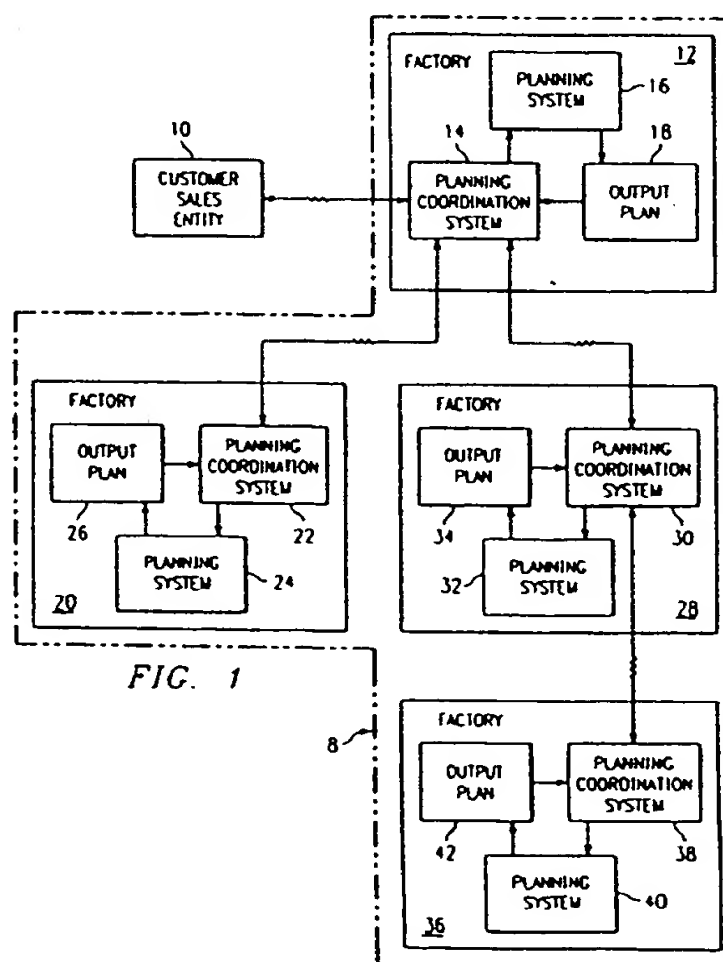 FACTORY
12
PLANNING
SYSTEM
16
10
14
18
CUSTOMER
SALES
ENTITY
PLANNING
COORDINATION
SYSTEM
OUTPUT
PLAN
FACTORY
OUTPUT
PLAN
PLANNING
COORDINATION
SYSTEM
26
22
PLANNING
SYSTEM
24
20
FACTORY
OUTPUT
PLAN
PLANNING
COORDINATION
SYSTEM
34
30
32
PLANNING
SYSTEM
28
FIG. 1
8
FACTORY
OUTPUT
PLAN
PLANNING
COORDINATION
SYSTEM
42
38
PLANNING
SYSTEM
40
36